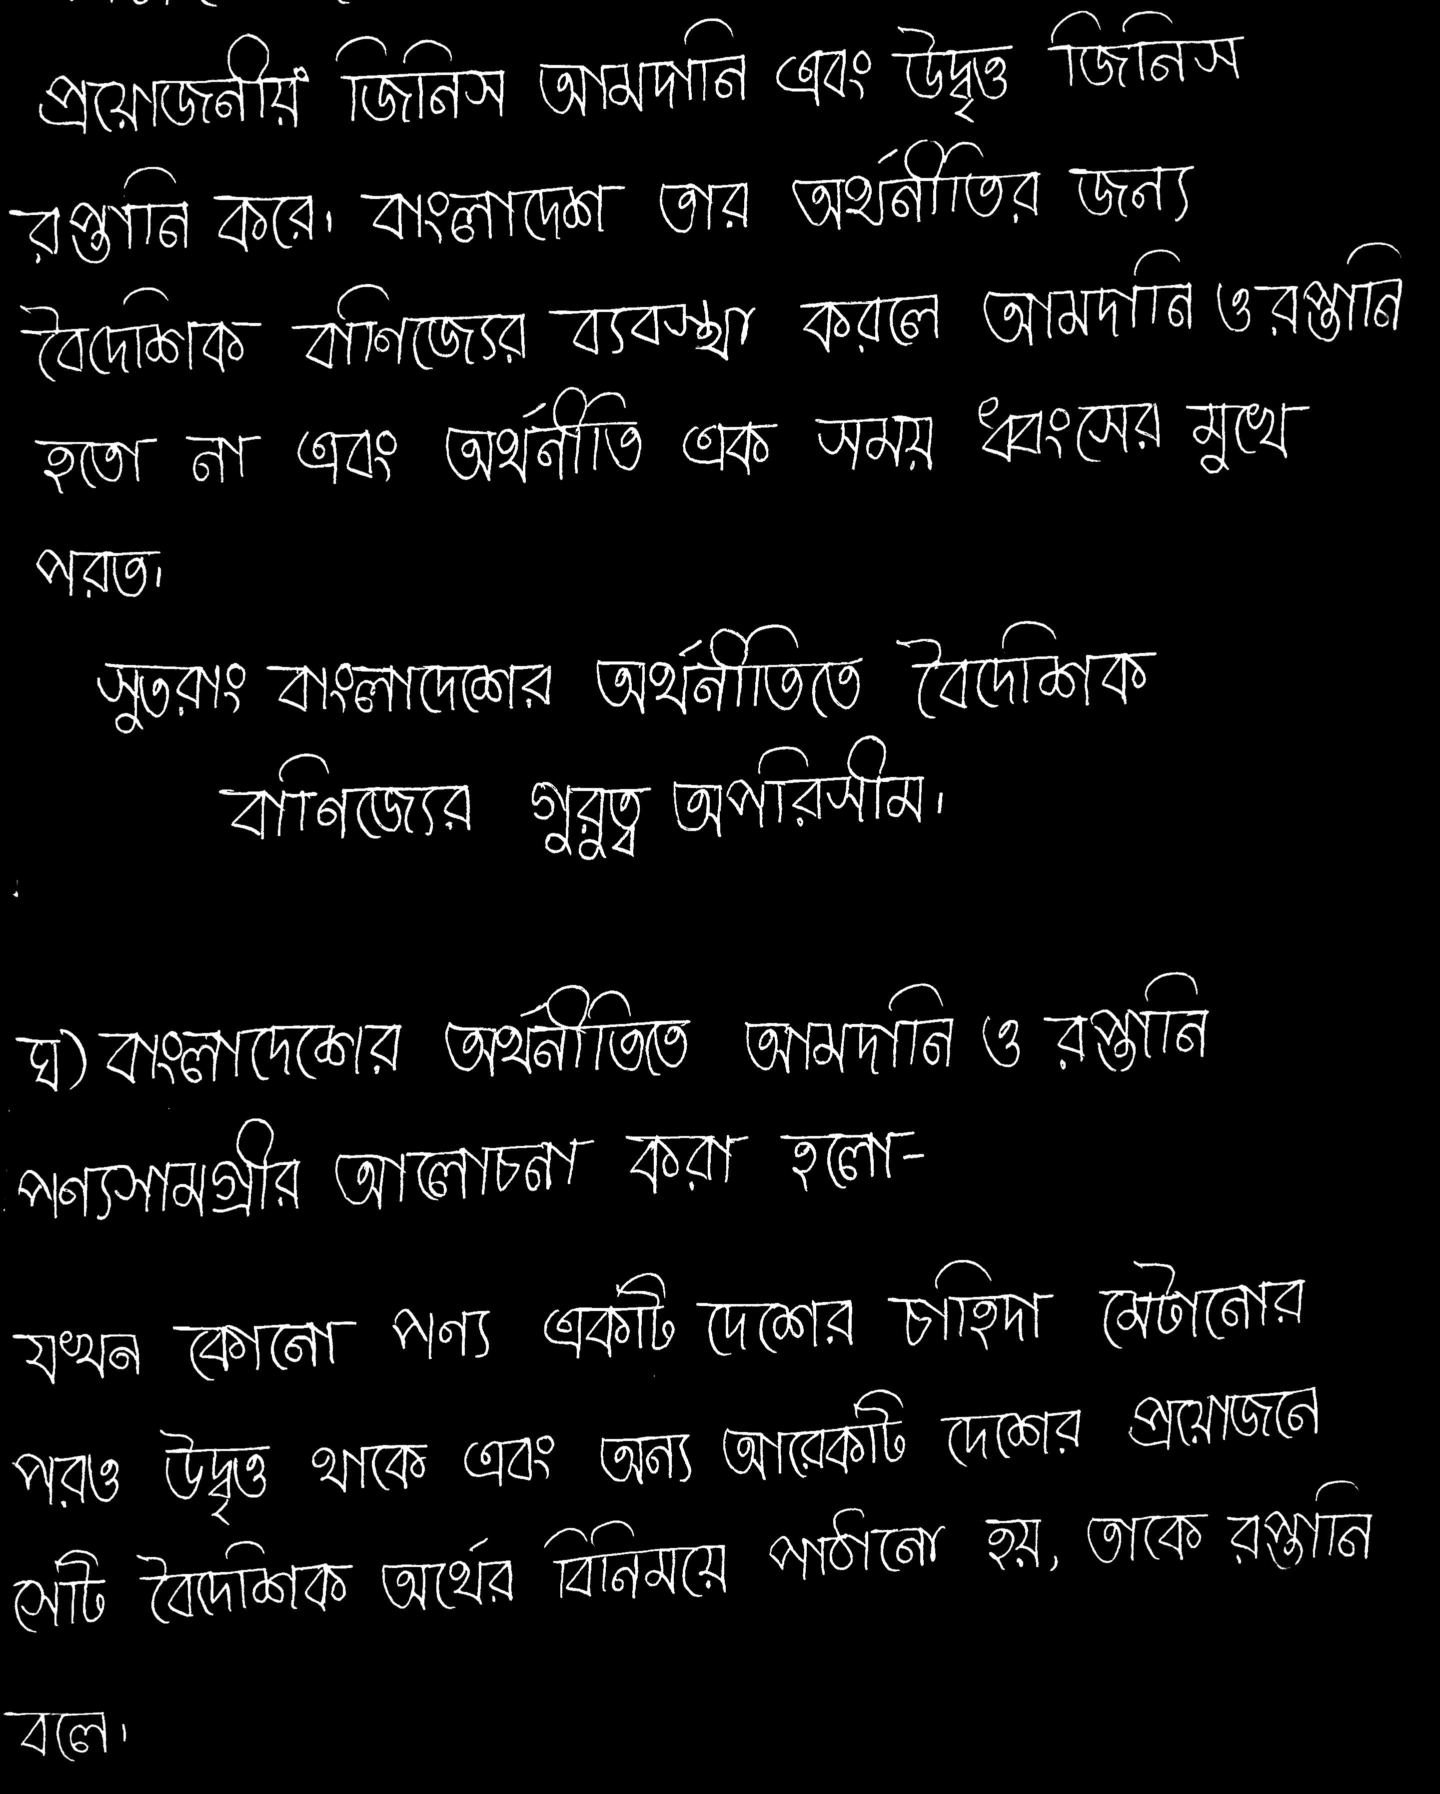 প্রয়োজনীয় জিনিস আমদানি এবং উদ্বৃত্ত জিনিস
রপ্তানি করে। বাংলাদেশ তার অর্থনীতির জন্য
বৈদেশিক বাণিজ্যের ব্যবস্থা করলে আমদানি ও রপ্তানি
হতো না এবং অর্থনীতি এক সময় ধ্বংসের মুখে
পরত।
সুতরাং বাংলাদেশের অর্থনীতিতে বৈদেশিক
বাণিজ্যের গুরুত্ব অপরিসীম।
ঘ) বাংলাদেশের অর্থনীতিতে আমদানি ও রপ্তানি
পণ্যসামগ্রীর আলোচনা করা হলো-
যখন কোনো পণ্য একটি দেশের চাহিদা মেটানোর
পরও উদ্বৃত্ত থাকে এবং অন্য আরেকটি দেশের প্রয়োজনে
সেটি বৈদেশিক অর্থের বিনিময়ে পাঠানো হয়, তাকে রপ্তানি
বলে।